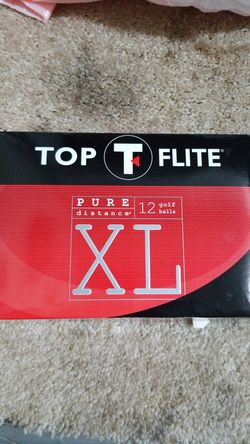 TOP T FLITE®
PURE distance® 12 golf balls
XL